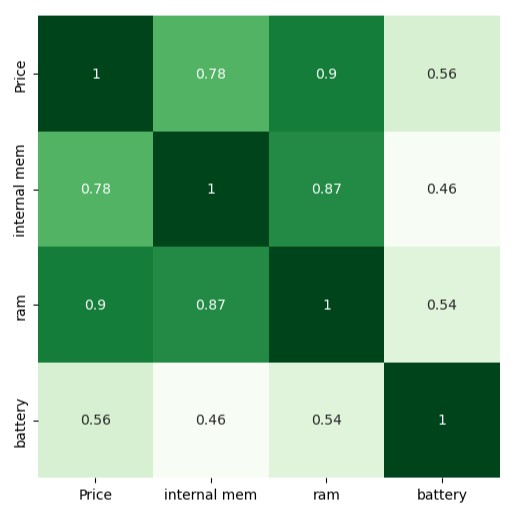 Price 1 0.78 0.9 0.56
internal mem 0.78 1 0.87 0.46
ram 0.9 0.87 1 0.54
battery 0.56 0.46 0.54 1
Price internal mem ram battery